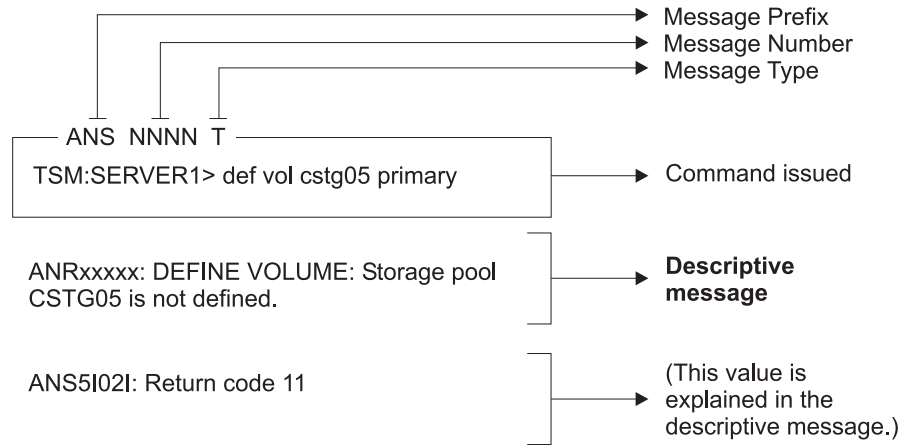 Message Prefix
Message Number
Message Type
ANS NNNN T
TSM:SERVER1> def vol cstg05 primary
Command issued
ANRxxxxx: DEFINE VOLUME: Storage pool
CSTG05 is not defined.
Descriptive
message
ANS5I02I: Return code 11
(This value is
explained in the
descriptive message.)